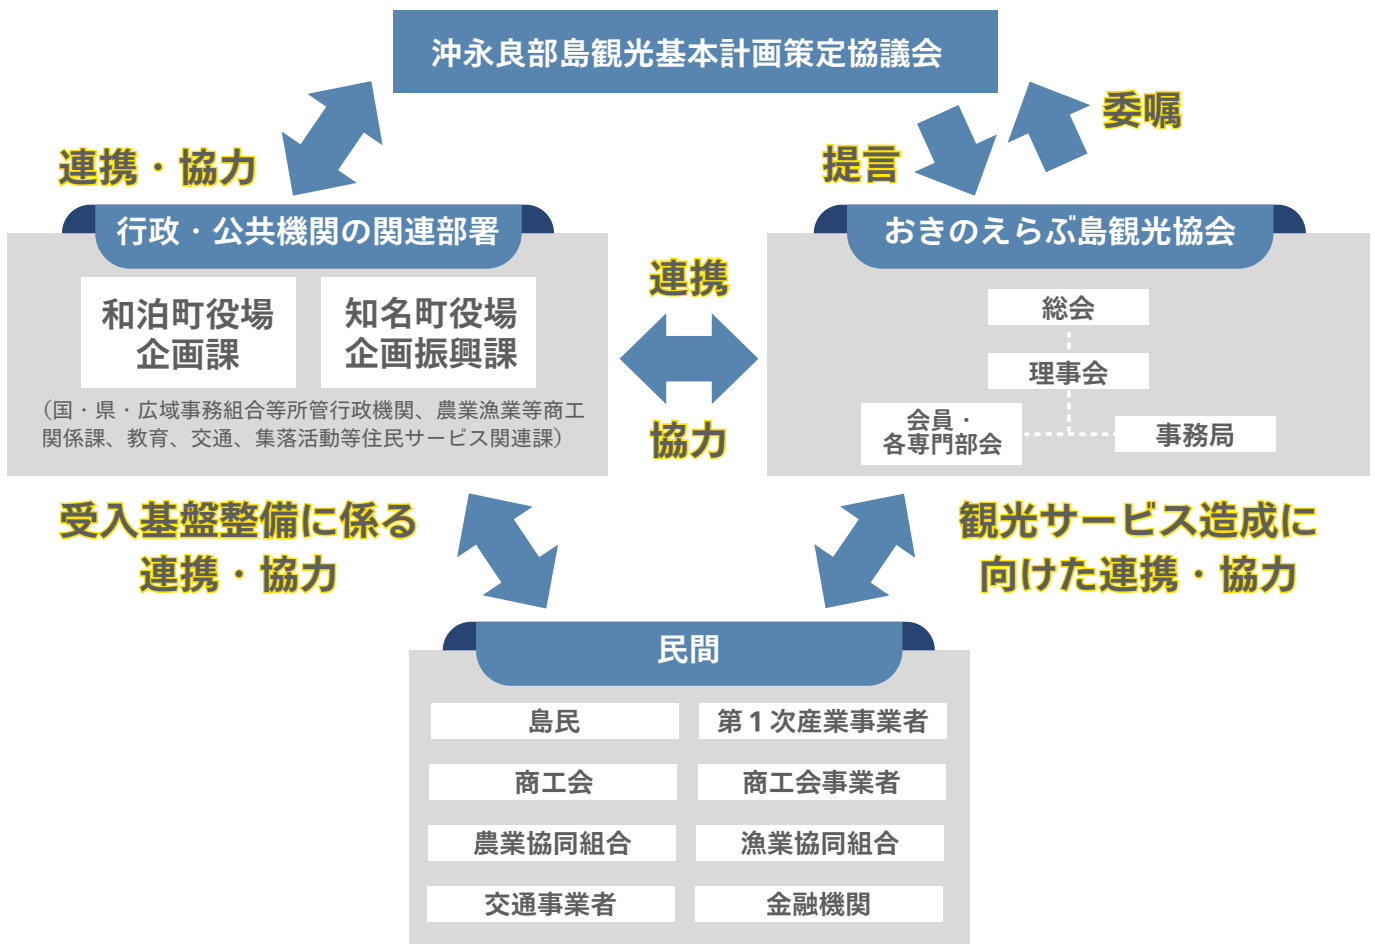 沖永良部島観光基本計画策定協議会
連携・協力
提言
委嘱
行政・公共機関の関連部署
和泊町役場
企画課
知名町役場
企画振興課
（国・県・広域事務組合等所管行政機関、農業漁業等商工
関係課、教育、交通、集落活動等住民サービス関連課）
連携
協力
おきのえらぶ島観光協会
総会
理事会
会員・
各専門部会
事務局
受入基盤整備に係る
連携・協力
観光サービス造成に
向けた連携・協力
民間
島民
第1次産業事業者
商工会
商工会事業者
農業協同組合
漁業協同組合
交通事業者
金融機関